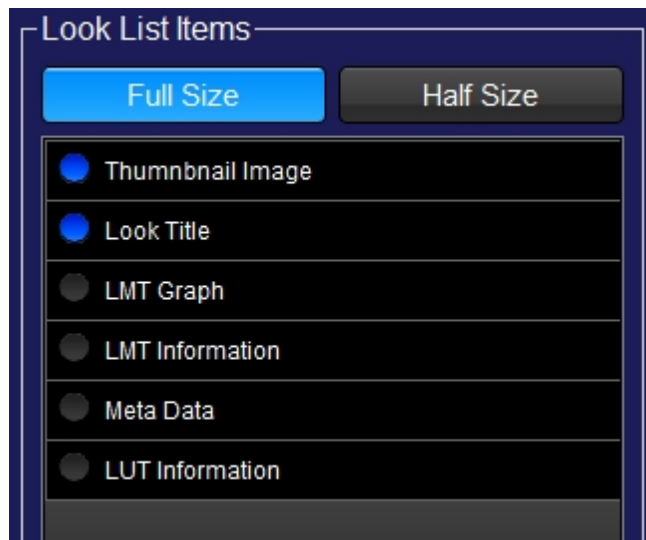 Look List Items
Full Size Half Size
Thumnbnail Image
Look Title
LMT Graph
LMT Information
Meta Data
LUT Information